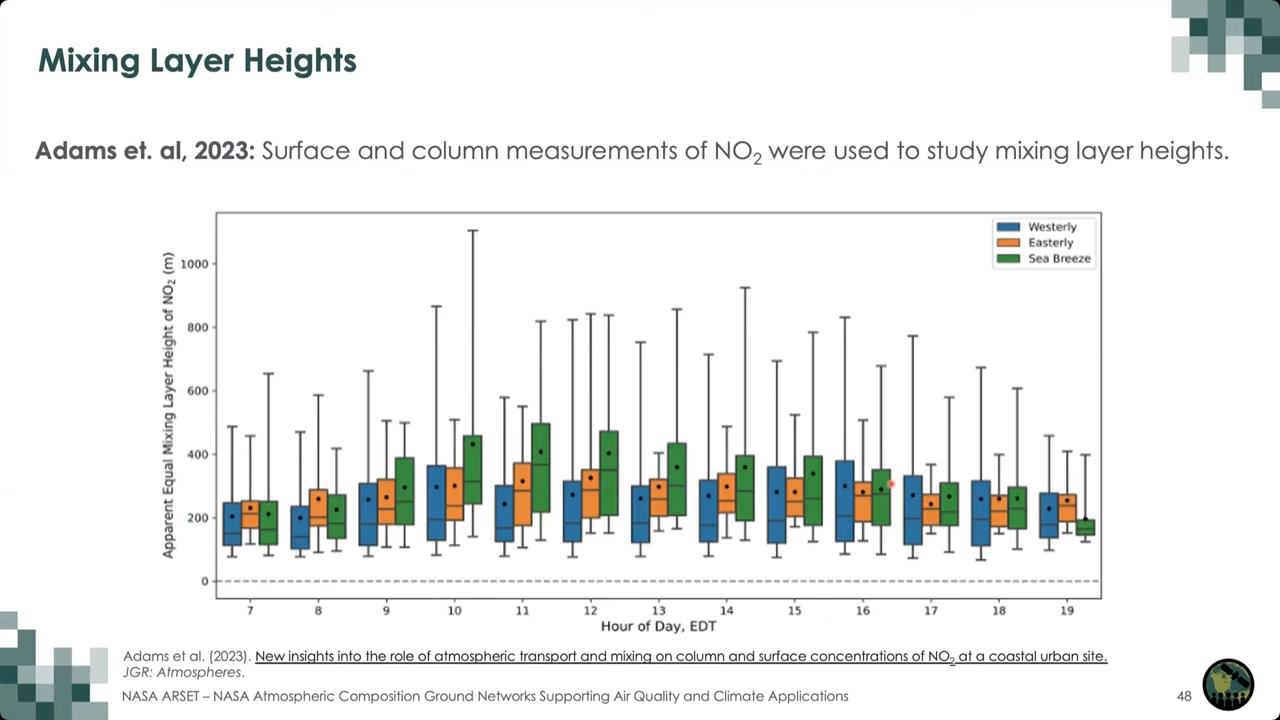 Mixing Layer Heights
Adams et. al, 2023: Surface and column measurements of NO₂ were used to study mixing layer heights.
Apparent Equal Mixing Layer Height of NO₂ (m)
1000
800
600
400
200
0
Westerly
Easterly
Sea Breeze
7 8 9 10 11 12 13 14 15 16 17 18 19
Hour of Day, EDT
Adams et al. (2023). New insights into the role of atmospheric transport and mixing on column and surface concentrations of NO₂ at a coastal urban site.
JGR: Atmospheres.
NASA ARSET – NASA Atmospheric Composition Ground Networks Supporting Air Quality and Climate Applications
48